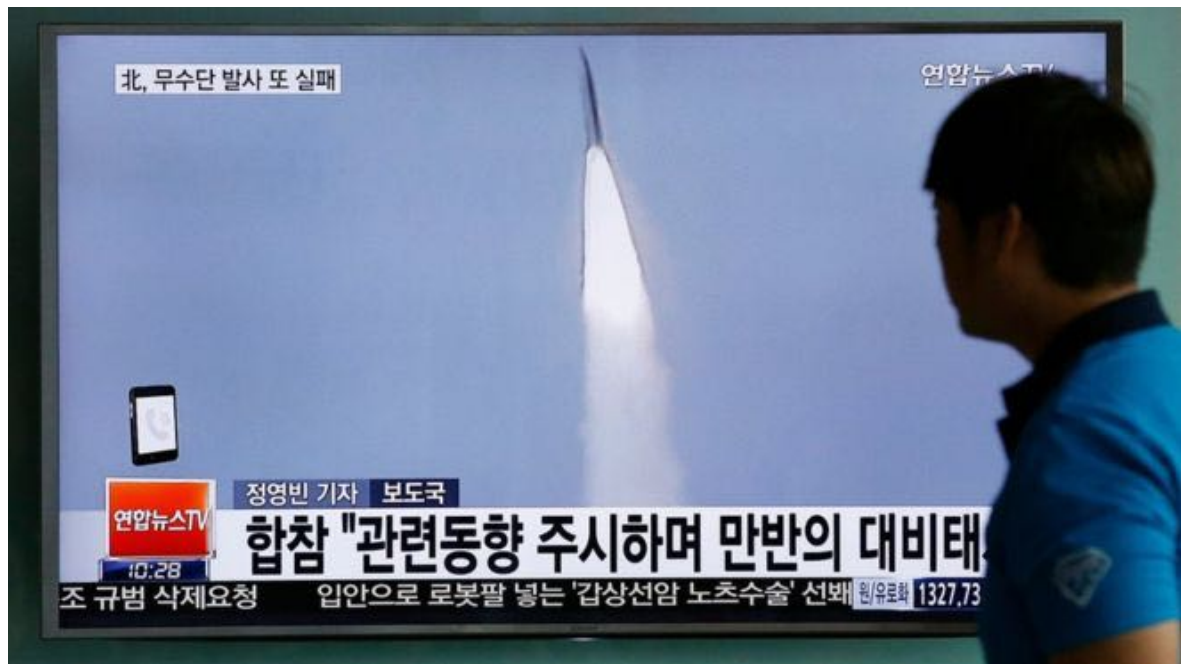 北, 무수단 발사 또 실패
연합뉴스TV
정영빈 기자 보도국
연합뉴스TV
합참 "관련동향 주시하며 만반의 대비태
10:28
조 규범 삭제요청 입안으로 로봇팔 넣는 '갑상선암 노츠수술' 선봬 원/유로화 1327.73